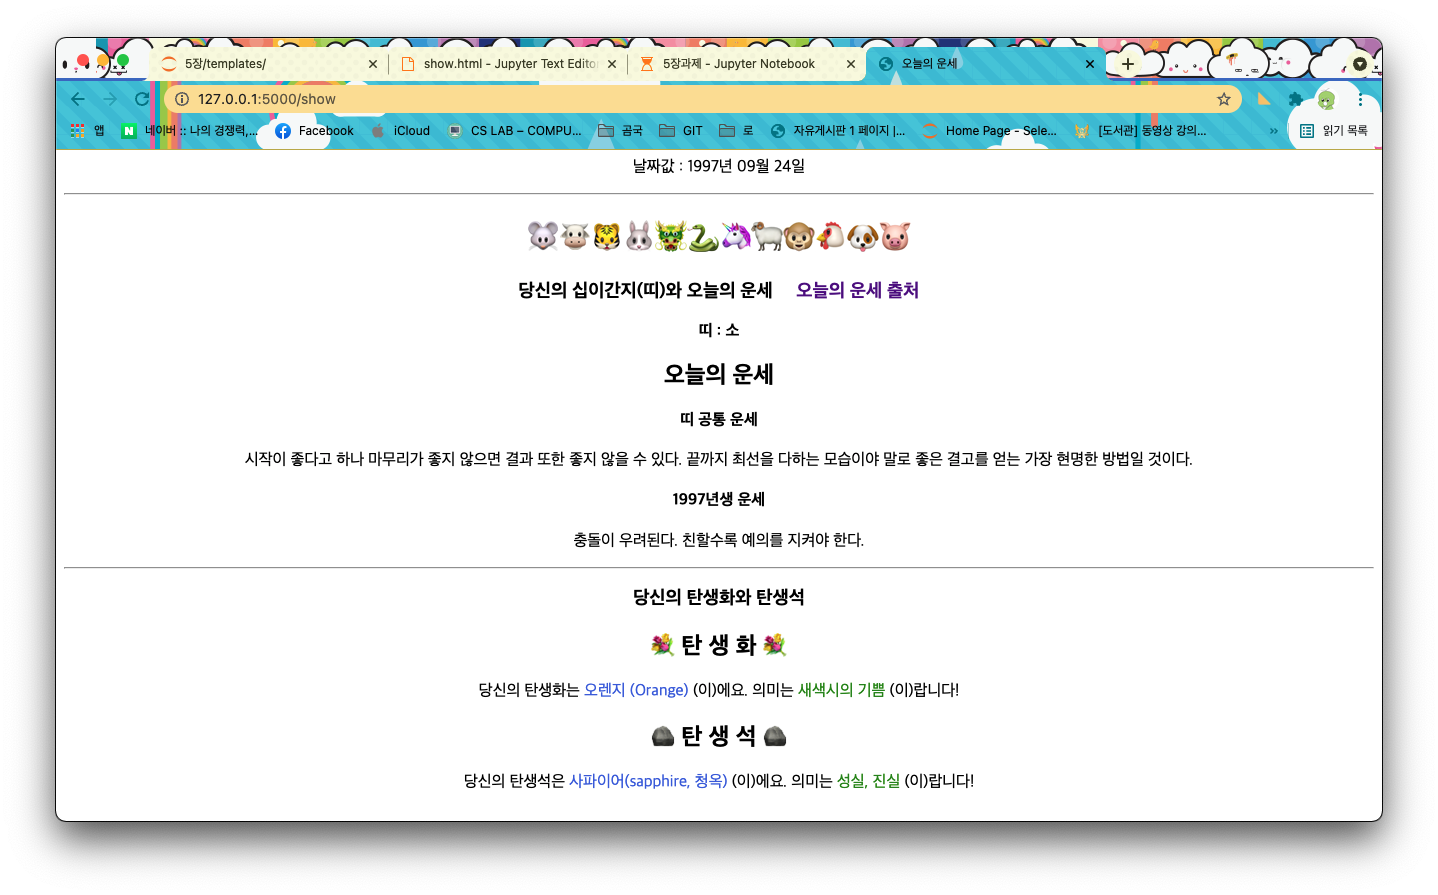 5장/templates/
show.html - Jupyter Text Editor
5장과제 - Jupyter Notebook
오늘의 운세
127.0.0.1:5000/show
앱
네이버 :: 나의 경쟁력,...
Facebook
iCloud
CS LAB – COMPU...
곰국
GIT
로
자유게시판 1 페이지 |...
Home Page - Sele...
[도서관] 동영상 강의...
»
읽기 목록
날짜값 : 1997년 09월 24일
당신의 십이간지(띠)와 오늘의 운세 오늘의 운세 출처
띠 : 소
오늘의 운세
띠 공통 운세
시작이 좋다고 하나 마무리가 좋지 않으면 결과 또한 좋지 않을 수 있다. 끝까지 최선을 다하는 모습이야 말로 좋은 결고를 얻는 가장 현명한 방법일 것이다.
1997년생 운세
충돌이 우려된다. 친할수록 예의를 지켜야 한다.
당신의 탄생화와 탄생석
💐 탄 생 화 💐
당신의 탄생화는 오렌지 (Orange) (이)에요. 의미는 새색시의 기쁨 (이)랍니다!
탄 생 석
당신의 탄생석은 사파이어(sapphire, 청옥) (이)에요. 의미는 성실, 진실 (이)랍니다!